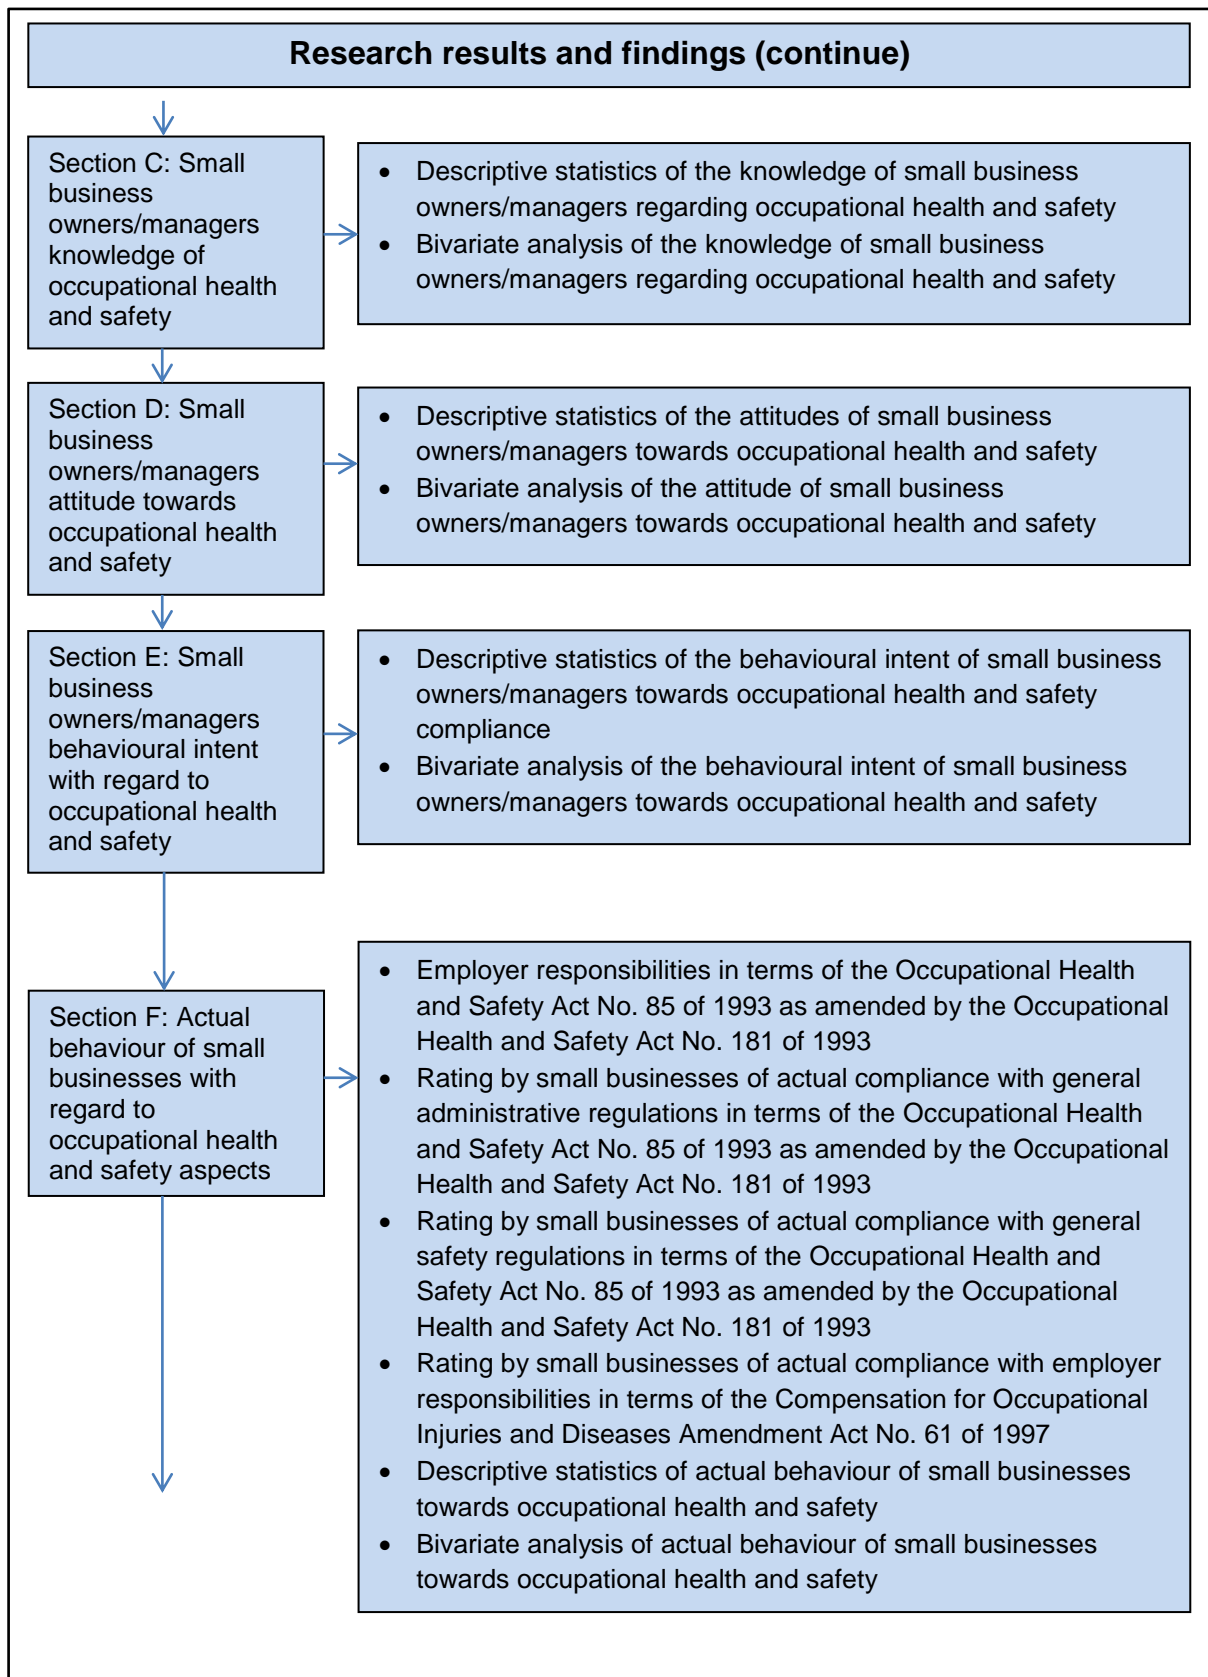 Research results and findings (continue)
Section C: Small
business
owners/managers
knowledge of
occupational health
and safety
• Descriptive statistics of the knowledge of small business
owners/managers regarding occupational health and safety
• Bivariate analysis of the knowledge of small business
owners/managers regarding occupational health and safety
Section D: Small
business
owners/managers
attitude towards
occupational health
and safety
• Descriptive statistics of the attitudes of small business
owners/managers towards occupational health and safety
• Bivariate analysis of the attitude of small business
owners/managers towards occupational health and safety
Section E: Small
business
owners/managers
behavioural intent
with regard to
occupational health
and safety
• Descriptive statistics of the behavioural intent of small business
owners/managers towards occupational health and safety
compliance
• Bivariate analysis of the behavioural intent of small business
owners/managers towards occupational health and safety
Section F: Actual
behaviour of small
businesses with
regard to
occupational health
and safety aspects
• Employer responsibilities in terms of the Occupational Health
and Safety Act No. 85 of 1993 as amended by the Occupational
Health and Safety Act No. 181 of 1993
• Rating by small businesses of actual compliance with general
administrative regulations in terms of the Occupational Health
and Safety Act No. 85 of 1993 as amended by the Occupational
Health and Safety Act No. 181 of 1993
• Rating by small businesses of actual compliance with general
safety regulations in terms of the Occupational Health and
Safety Act No. 85 of 1993 as amended by the Occupational
Health and Safety Act No. 181 of 1993
• Rating by small businesses of actual compliance with employer
responsibilities in terms of the Compensation for Occupational
Injuries and Diseases Amendment Act No. 61 of 1997
• Descriptive statistics of actual behaviour of small businesses
towards occupational health and safety
• Bivariate analysis of actual behaviour of small businesses
towards occupational health and safety